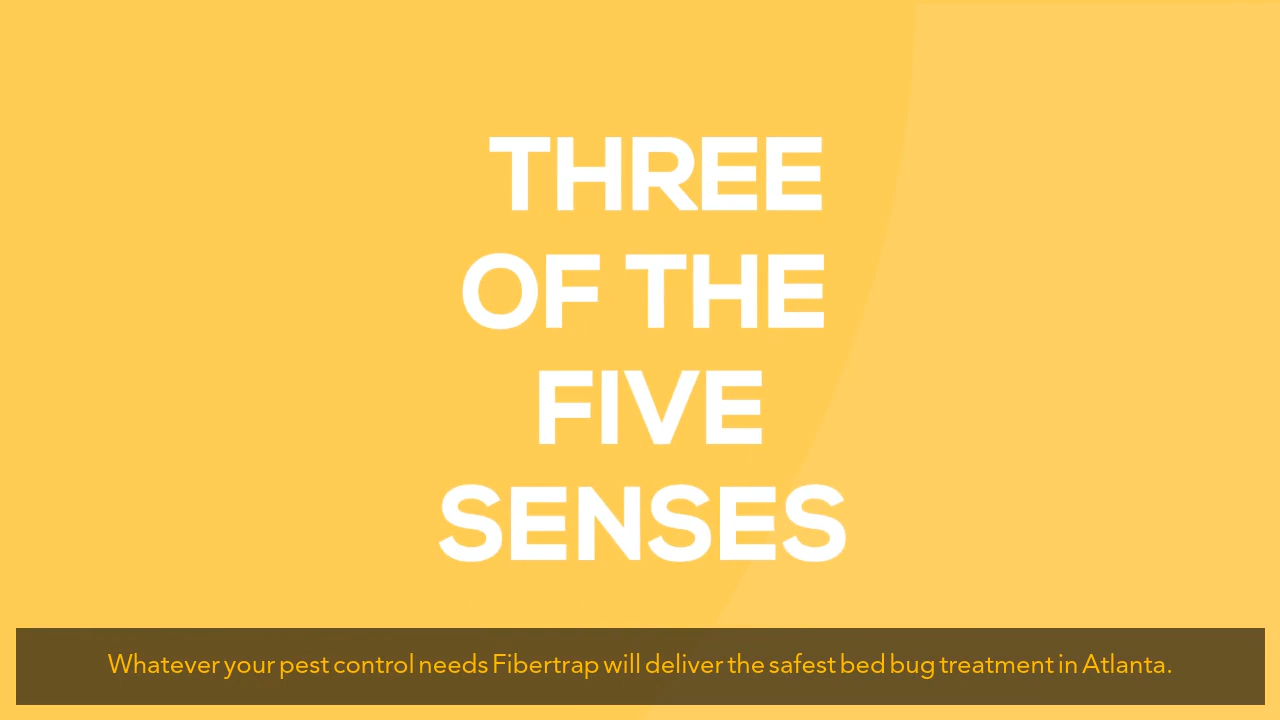 THREE
OF THE
FIVE
SENSES
Whatever your pest control needs Fibertrap will deliver the safest bed bug treatment in Atlanta.